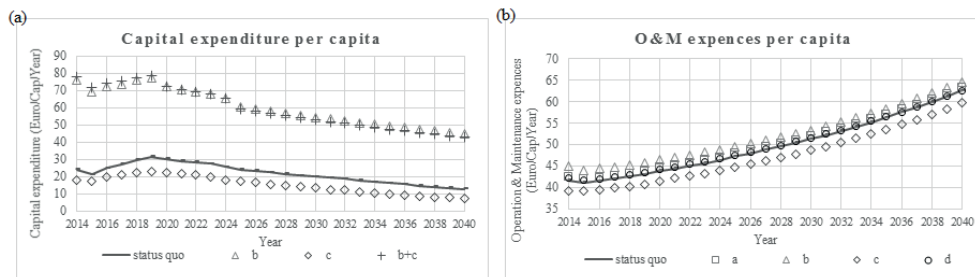 (a)
Capital expenditure per capita
Capital expenditure (Euro/Cap/Year)
90
80
70
60
50
40
30
20
10
0
2014 2016 2018 2020 2022 2024 2026 2028 2030 2032 2034 2036 2038 2040
Year
status quo b c b+c
(b)
O&M expences per capita
Operation & Maintenance expences
(Euro/Cap/Year)
70
65
60
55
50
45
40
35
2014 2016 2018 2020 2022 2024 2026 2028 2030 2032 2034 2036 2038 2040
Year
status quo a b c d